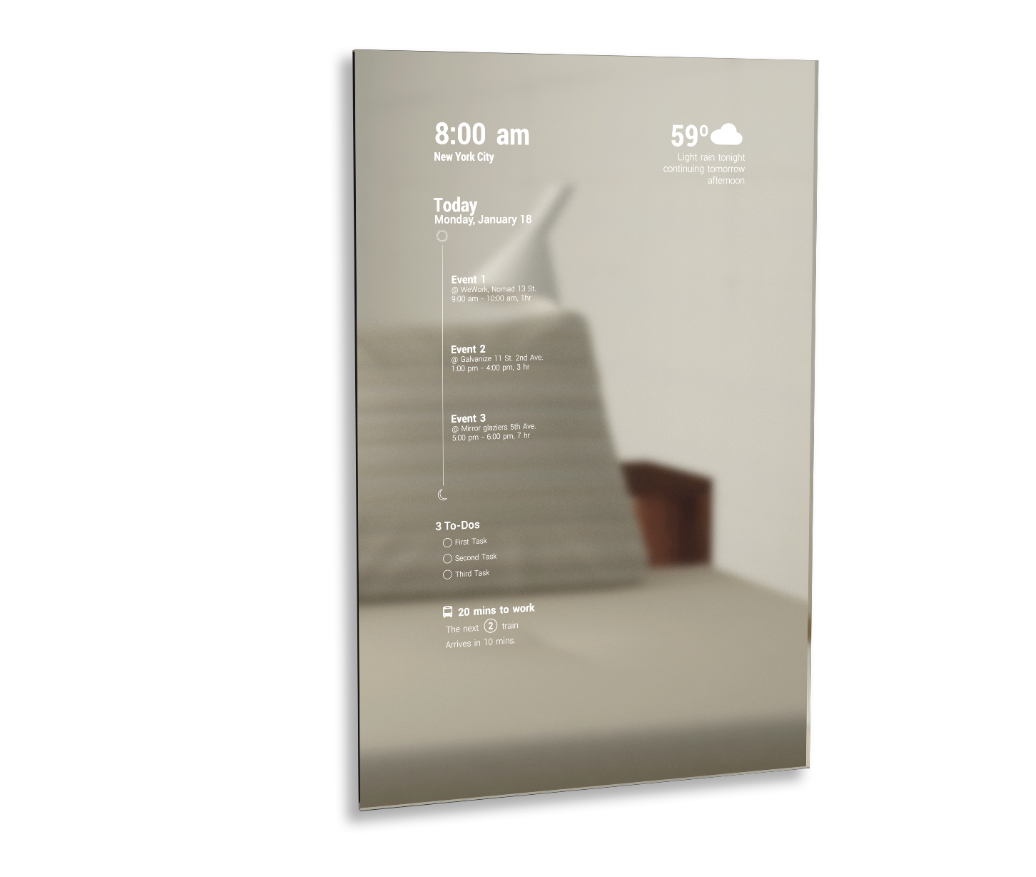 8:00 am
New York City
59º
Light rain tonight
continuing tomorrow
afternoon
Today
Monday, January 18
Event 1
@ WeWork, Nomad 13 St.
9:00 am - 10:00 am, 1hr
Event 2
@ Galvanize 11 St. 2nd Ave.
1:00 pm - 4:00 pm, 3 hr
Event 3
@ Mirror glaziers 5th Ave.
5:00 pm - 6:00 pm, 7 hr
3 To-Dos
First Task
Second Task
Third Task
20 mins to work
The next 2 train
Arrives in 10 mins.